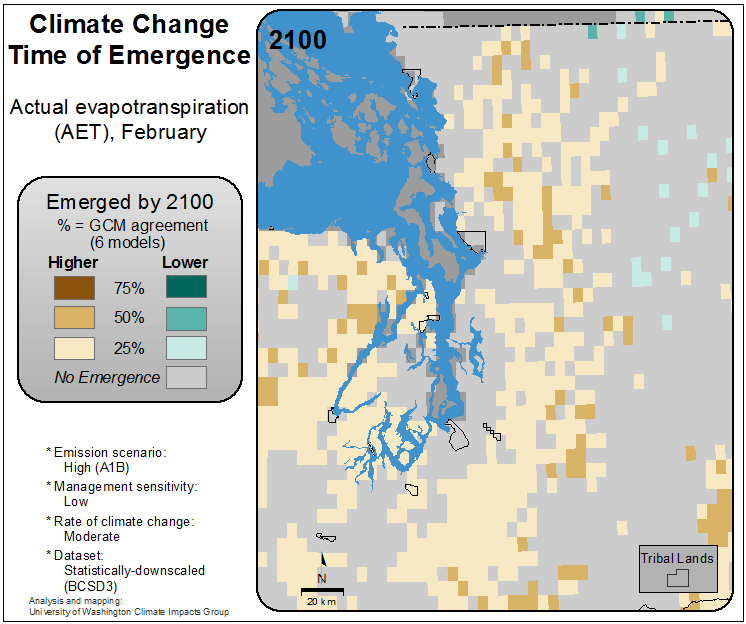 Climate Change
Time of Emergence
Actual evapotranspiration
(AET), February
Emerged by 2100
% = GCM agreement
(6 models)
Higher Lower
75%
50%
25%
No Emergence
* Emission scenario:
High (A1B)
* Management sensitivity:
Low
* Rate of climate change:
Moderate
* Dataset:
Statistically-downscaled
(BCSD3)
Analysis and mapping:
University of Washington Climate Impacts Group
2100
N
20 km
Tribal Lands